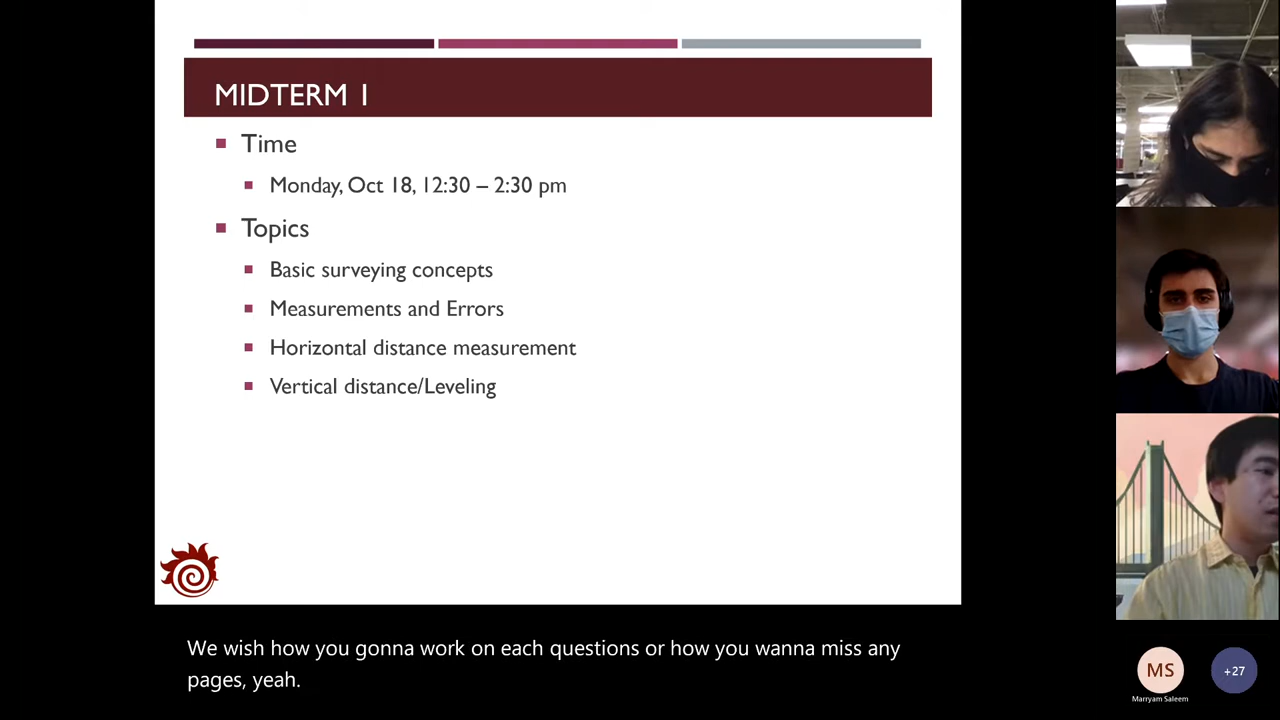 MIDTERM 1
Time
Monday, Oct 18, 12:30 – 2:30 pm
Topics
Basic surveying concepts
Measurements and Errors
Horizontal distance measurement
Vertical distance/Leveling
We wish how you gonna work on each questions or how you wanna miss any
pages, yeah.
MS
+27
Marryam Saleem